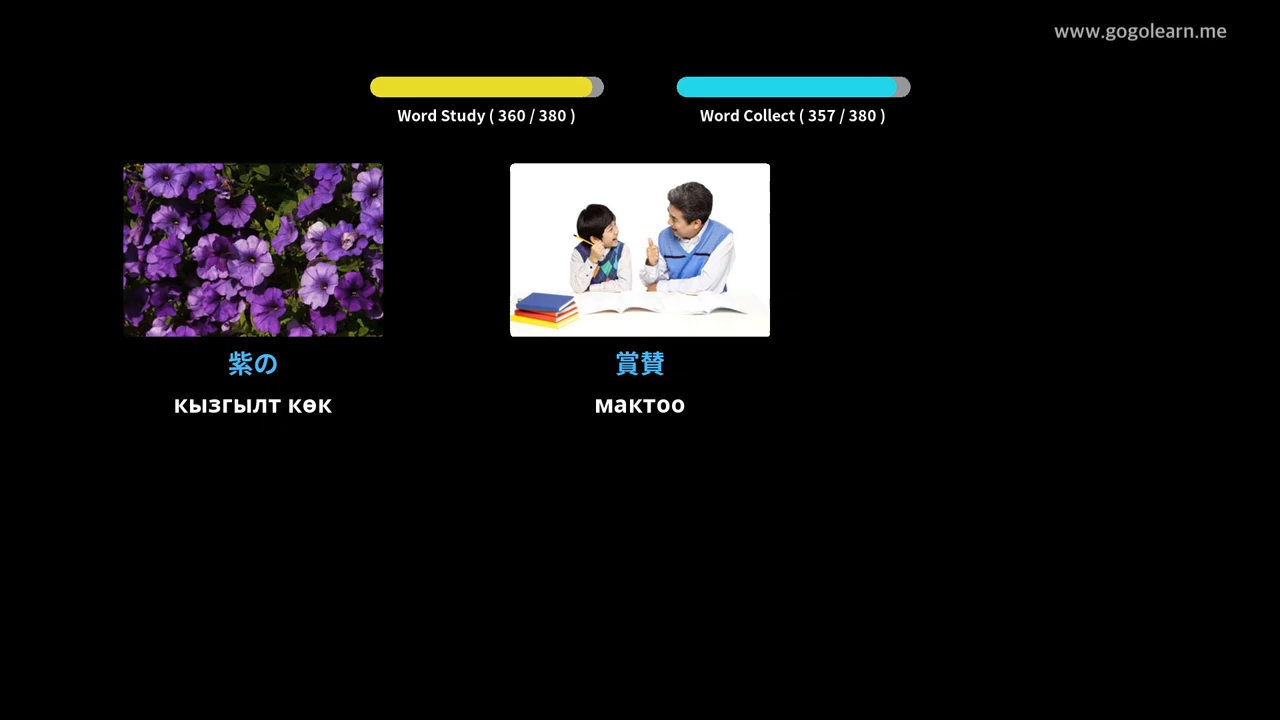 www.gogolearn.me
Word Study ( 360 / 380 )
Word Collect ( 357 / 380 )
紫の
賞賛
кызгылт көк
мактоо